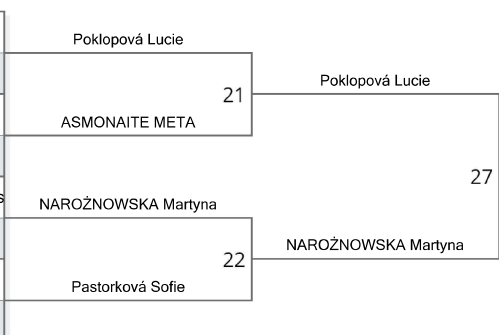 Poklopová Lucie
Poklopová Lucie
21
ASMONAITE META
27
NAROŻNOWSKA Martyna
NAROŻNOWSKA Martyna
22
Pastorková Sofie